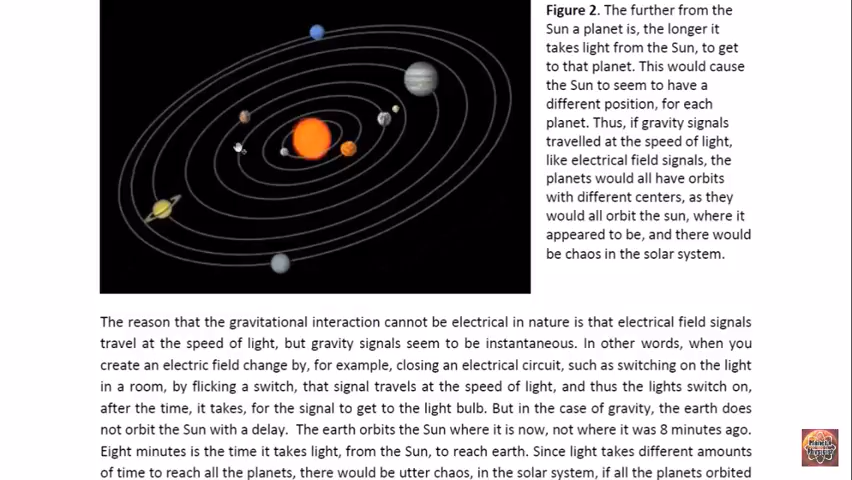 Figure 2. The further from the
Sun a planet is, the longer it
takes light from the Sun, to get
to that planet. This would cause
the Sun to seem to have a
different position, for each
planet. Thus, if gravity signals
travelled at the speed of light,
like electrical field signals, the
planets would all have orbits
with different centers, as they
would all orbit the sun, where it
appeared to be, and there would
be chaos in the solar system.
The reason that the gravitational interaction cannot be electrical in nature is that electrical field signals
travel at the speed of light, but gravity signals seem to be instantaneous. In other words, when you
create an electric field change by, for example, closing an electrical circuit, such as switching on the light
in a room, by flicking a switch, that signal travels at the speed of light, and thus the lights switch on,
after the time, it takes, for the signal to get to the light bulb. But in the case of gravity, the earth does
not orbit the Sun with a delay. The earth orbits the Sun where it is now, not where it was 8 minutes ago.
Eight minutes is the time it takes light, from the Sun, to reach earth. Since light takes different amounts
of time to reach all the planets, there would be utter chaos, in the solar system, if all the planets orbited